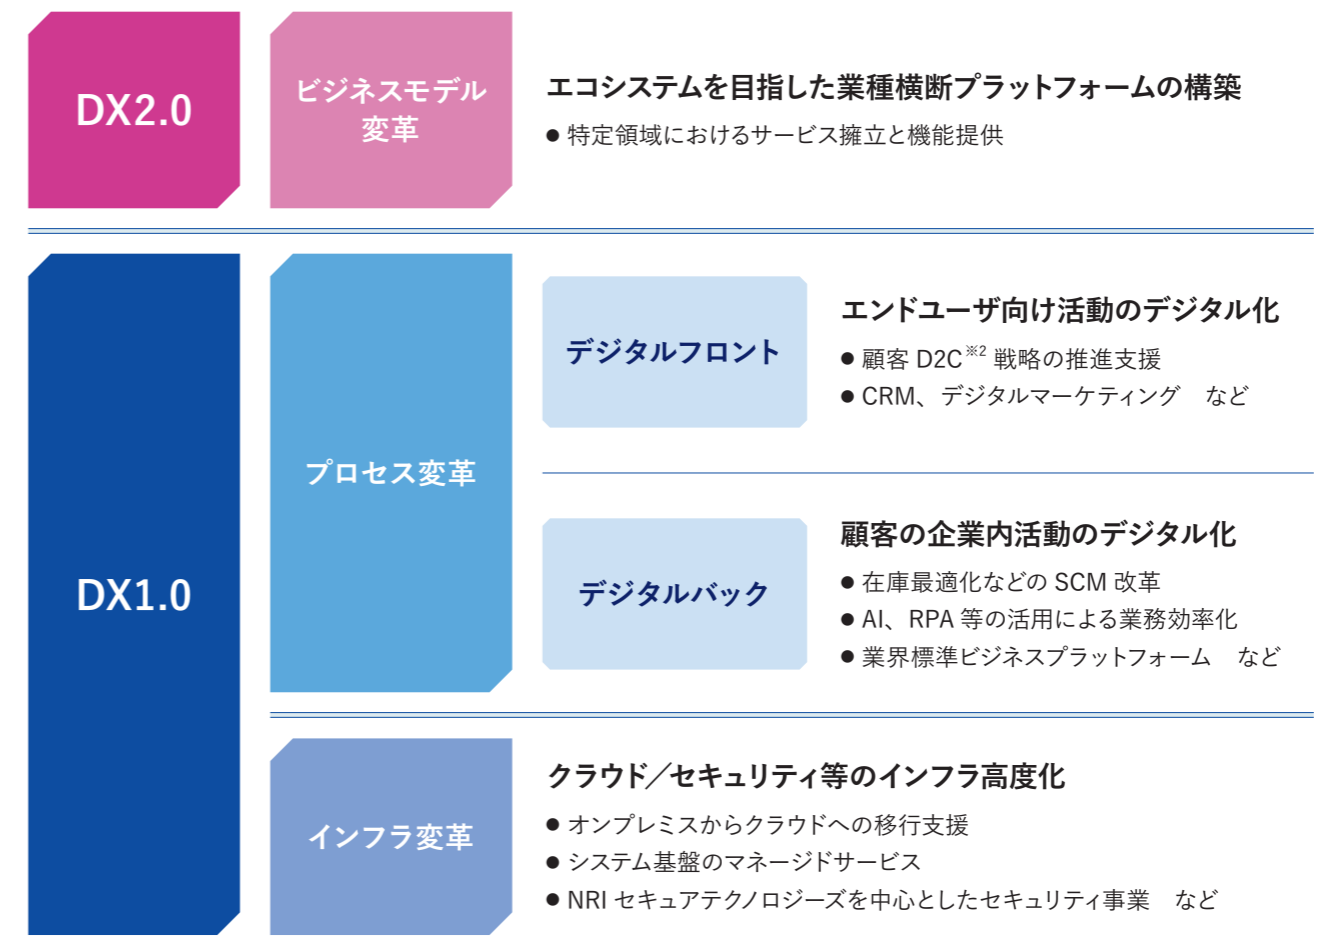 DX2.0
ビジネスモデル
変革
エコシステムを目指した業種横断プラットフォームの構築
● 特定領域におけるサービス擁立と機能提供
DX1.0
プロセス変革
デジタルフロント
エンドユーザ向け活動のデジタル化
● 顧客 D2C※2 戦略の推進支援
● CRM、デジタルマーケティング　など
デジタルバック
顧客の企業内活動のデジタル化
● 在庫最適化などの SCM 改革
● AI、RPA 等の活用による業務効率化
● 業界標準ビジネスプラットフォーム　など
インフラ変革
クラウド／セキュリティ等のインフラ高度化
● オンプレミスからクラウドへの移行支援
● システム基盤のマネージドサービス
● NRI セキュアテクノロジーズを中心としたセキュリティ事業　など